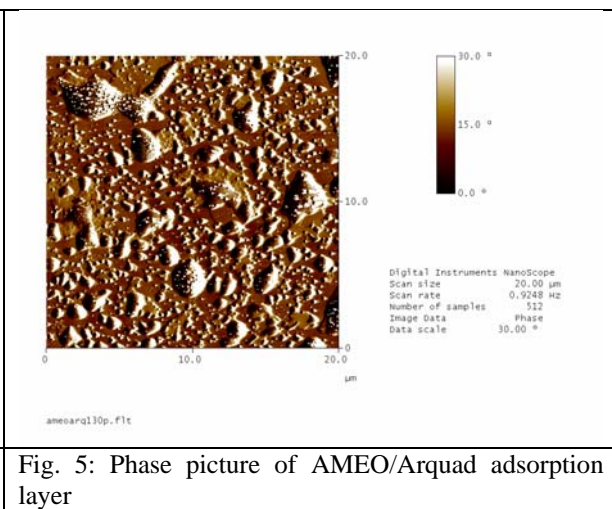 20.0
10.0
0
0 10.0 20.0
µm
30.0 °
15.0 °
0.0 °
Digital Instruments NanoScope
Scan size 20.00 µm
Scan rate 0.9248 Hz
Number of samples 512
Image Data Phase
Data scale 30.00 °
ameoarq130p.flt
Fig. 5: Phase picture of AMEO/Arquad adsorption
layer